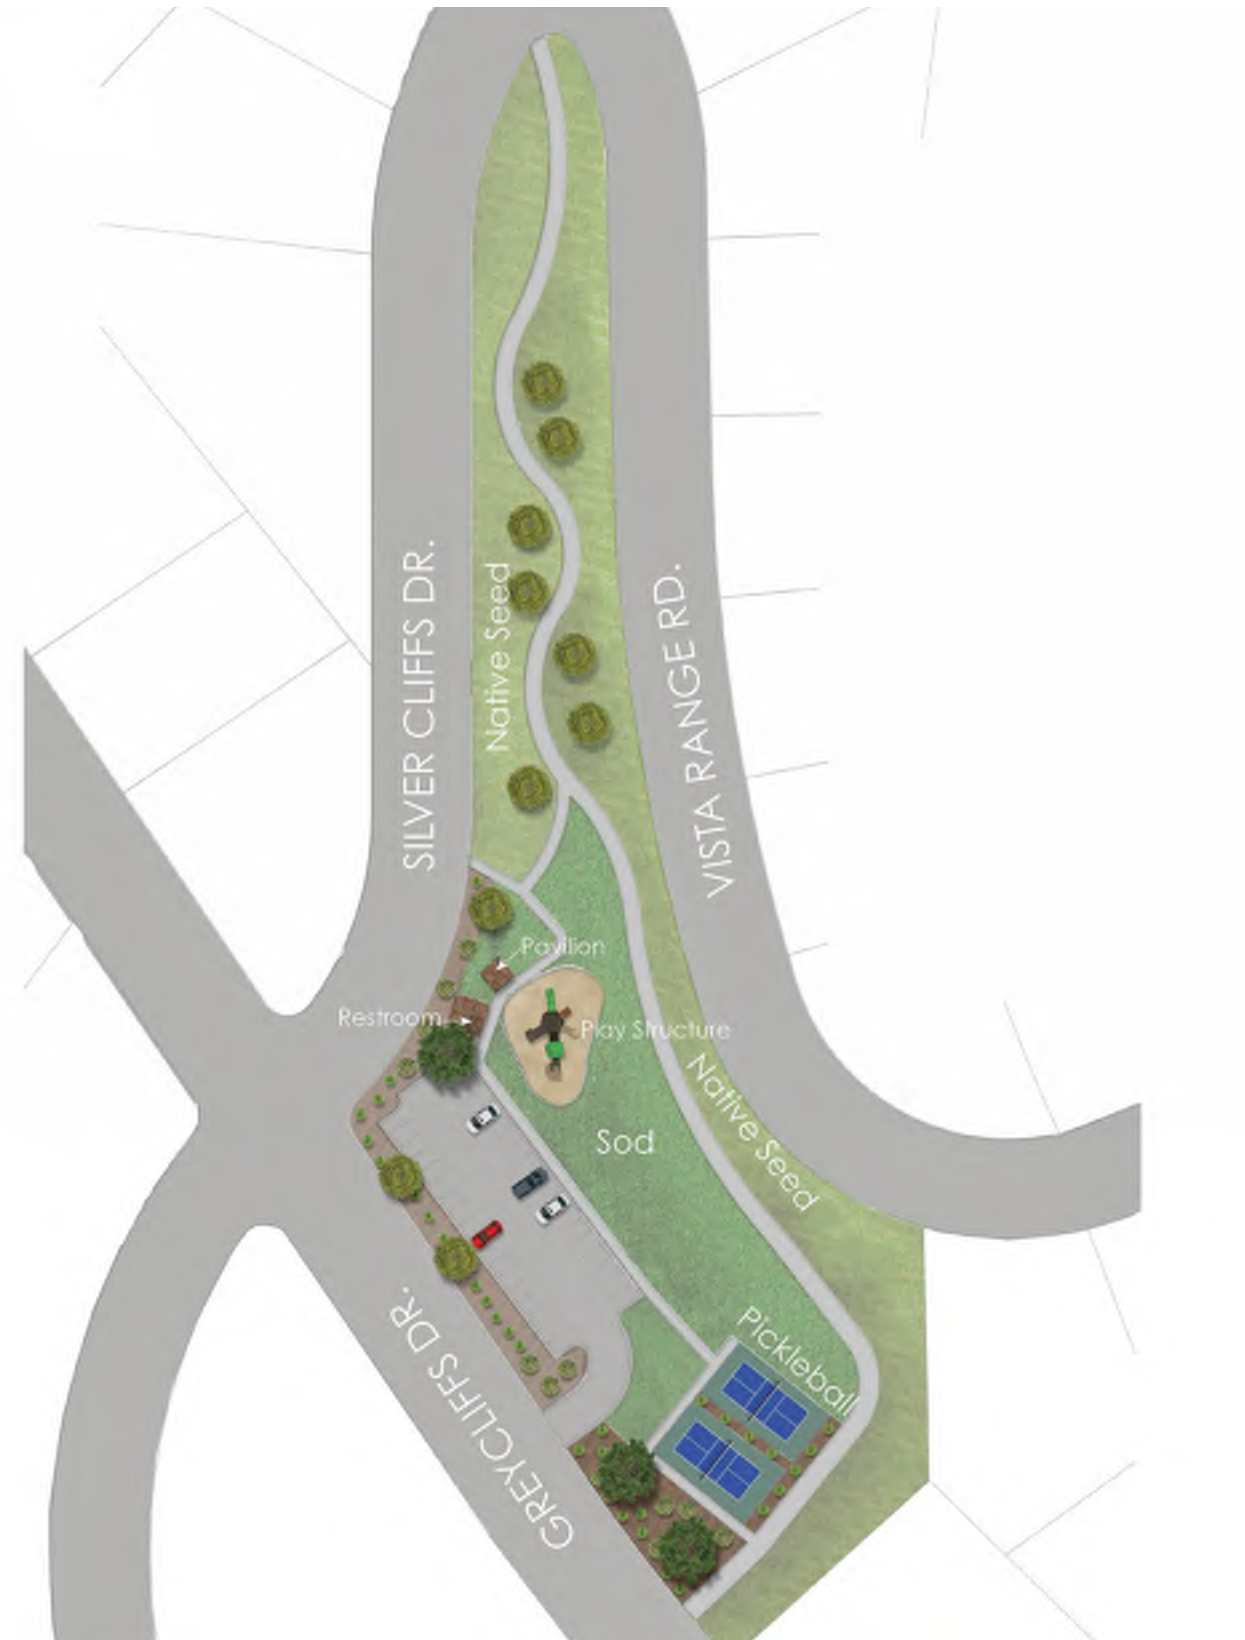 SILVER CLIFFS DR.
Native Seed
VISTA RANGE RD.
Pavilion
Restroom
Play Structure
Native Seed
Sod
GREYCLIFFS DR.
Pickleball